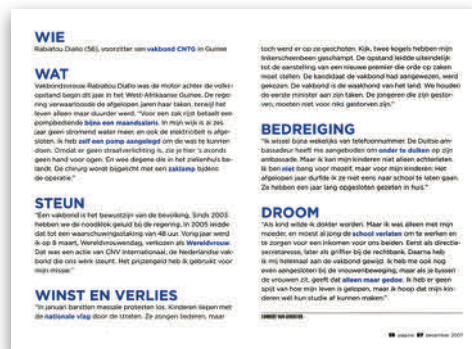 WIE
Rabiatou Diallo (56), voorzitter van vakbond CNTG in Guinee
WAT
Vakbondsvrouw Rabiatou Diallo was de motor achter de volks-
opstand begin dit jaar in het West-Afrikaanse Guinee. De rege-
ring verwaarloosde de afgelopen jaren haar taken, terwijl het
leven alleen maar duurder werd. "Voor een zak rijst betaalt een
pompbediende bijna een maandsalaris. In mijn wijk is al zes
jaar geen stromend water meer en ook de elektriciteit is afge-
sloten. Ik heb zelf een pomp aangelegd om de was te kunnen
doen. Omdat er geen straatverlichting is, zie je hier 's avonds
geen hand voor ogen. En wee degene die in het ziekenhuis be-
landt. De chirurg wordt bijgelicht met een zaklamp tijdens
de operatie."
STEUN
"Een vakbond is het bewustzijn van de bevolking. Sinds 2003
hebben we de noodklok geluid bij de regering. In 2005 leidde
dat tot een waarschuwingsstaking van 48 uur. Vorig jaar werd
ik op 8 maart, Wereldvrouwendag, verkozen als Wereldvrouw.
Dat was een actie van CNV Internationaal, de Nederlandse vak-
bond die ons werk steunt. Het prijzengeld heb ik gebruikt voor
mijn missie."
WINST EN VERLIES
"In januari barstten massale protesten los. Kinderen liepen met
de nationale vlag door de straten. Ze zongen liederen, maar
toch werd er op ze geschoten. Kijk, twee kogels hebben mijn
linkerscheenbeen geschampt. De opstand leidde uiteindelijk
tot de aanstelling van een nieuwe premier die orde op zaken
moet stellen. De kandidaat die de vakbond had aangewezen, werd
gekozen. De vakbond is de waakhond van het land. We houden
de eerste minister aan zijn taken. De jongeren die zijn gestor-
ven, moeten niet voor niks gestorven zijn."
BEDREIGING
"Ik wissel bijna wekelijks van telefoonnummer. De Duitse am-
bassadeur heeft me aangeboden om onder te duiken op zijn
ambassade. Maar ik kan mijn kinderen niet alleen achterlaten.
Ik ben niet bang voor mezelf, maar voor mijn kinderen. Het
afgelopen jaar durfde ik ze niet eens naar school te laten gaan.
Ze hebben een jaar lang opgesloten gezeten in huis."
DROOM
"Als kind wilde ik dokter worden. Maar ik was alleen met mijn
moeder, en moest al jong de school verlaten om te werken en
te zorgen voor een inkomen voor ons beiden. Eerst als directie-
secretaresse, later als griffier bij de rechtbank. Daarna heb
ik mij helemaal aan de vakbond gewijd. Ik heb me ook nog
even aangesloten bij de vrouwenbeweging, maar als je tussen
de vrouwen zit, geeft dat alleen maar gedoe. Ik heb er geen
spijt van hoe mijn leven is gelopen, maar ik hoop dat mijn kin-
deren wél hun studie af kunnen maken."
pagina 57 december 2007